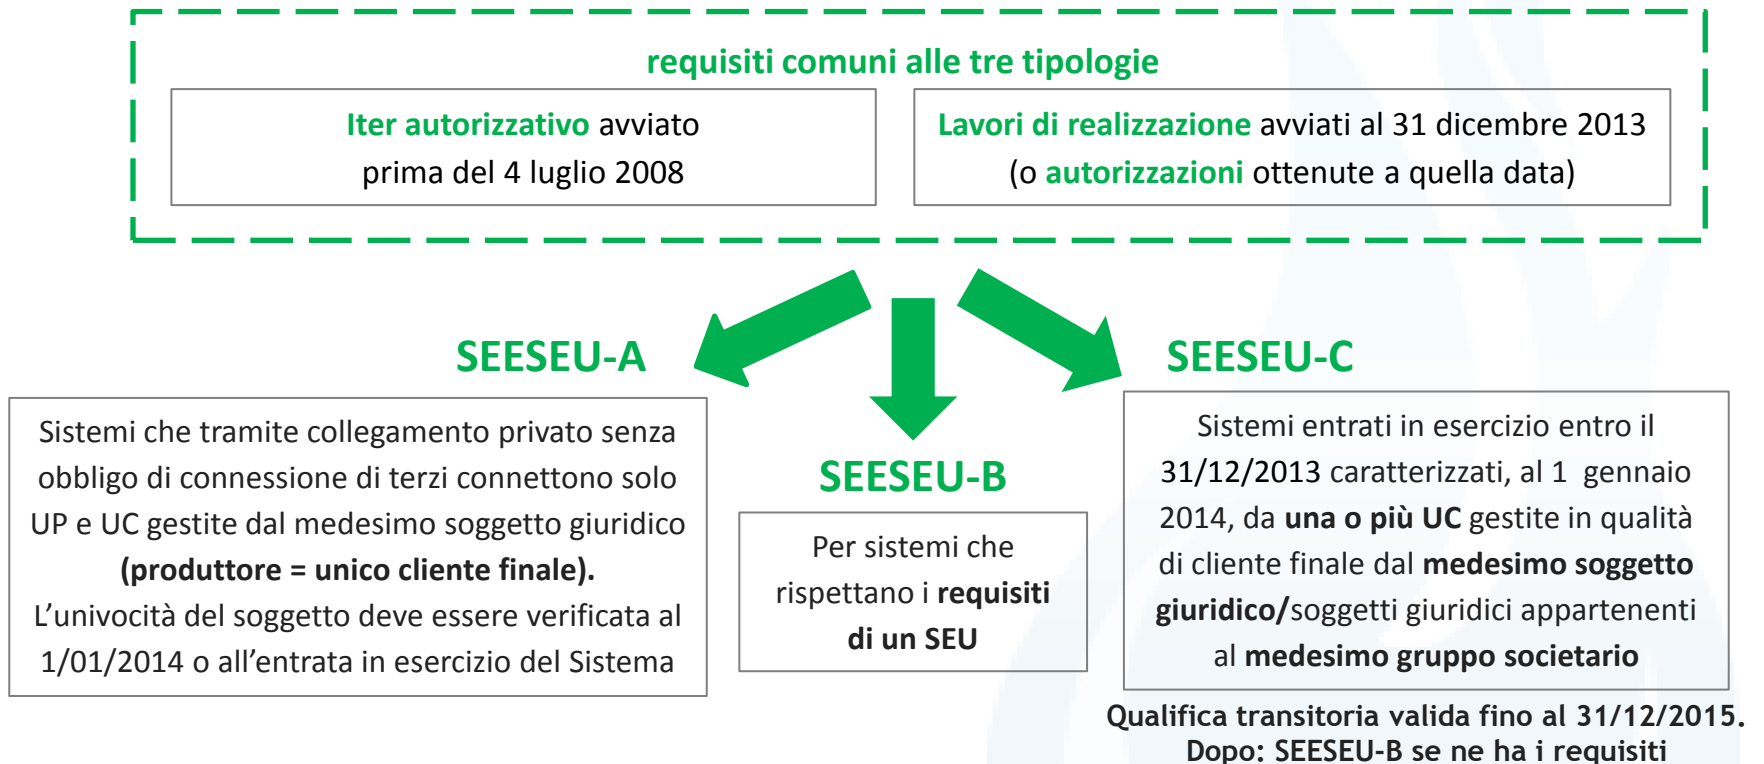 requisiti comuni alle tre tipologie
Iter autorizzativo avviato
prima del 4 luglio 2008
Lavori di realizzazione avviati al 31 dicembre 2013
(o autorizzazioni ottenute a quella data)
SEESEU-A
Sistemi che tramite collegamento privato senza
obbligo di connessione di terzi connettono solo
UP e UC gestite dal medesimo soggetto giuridico
(produttore = unico cliente finale).
L’univocità del soggetto deve essere verificata al
1/01/2014 o all’entrata in esercizio del Sistema
SEESEU-B
Per sistemi che
rispettano i requisiti
di un SEU
SEESEU-C
Sistemi entrati in esercizio entro il
31/12/2013 caratterizzati, al 1 gennaio
2014, da una o più UC gestite in qualità
di cliente finale dal medesimo soggetto
giuridico/soggetti giuridici appartenenti
al medesimo gruppo societario
Qualifica transitoria valida fino al 31/12/2015.
Dopo: SEESEU-B se ne ha i requisiti